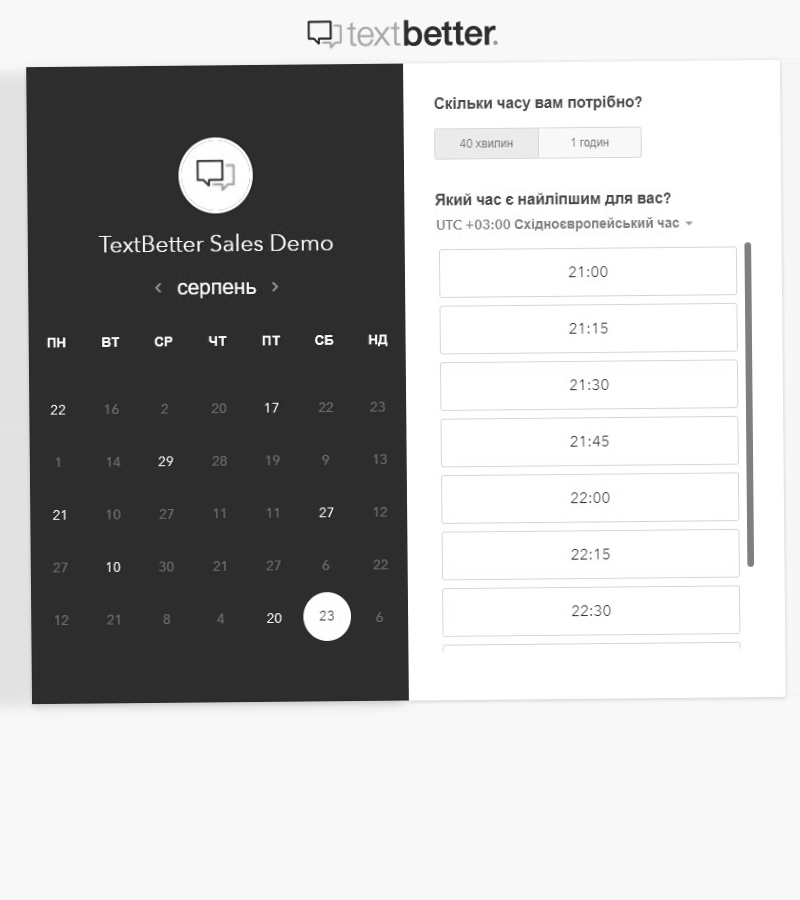 textbetter.
TextBetter Sales Demo
серпень
ПН ВТ СР ЧТ ПТ СБ НД
22 16 2 20 17 22 23
1 14 29 28 19 9 13
21 10 27 11 11 27 12
27 10 30 21 27 6 22
12 21 8 4 20 23 6
Скільки часу вам потрібно?
40 хвилин 1 годин
Який час є найліпшим для вас?
UTC +03:00 Східноєвропейський час
21:00
21:15
21:30
21:45
22:00
22:15
22:30